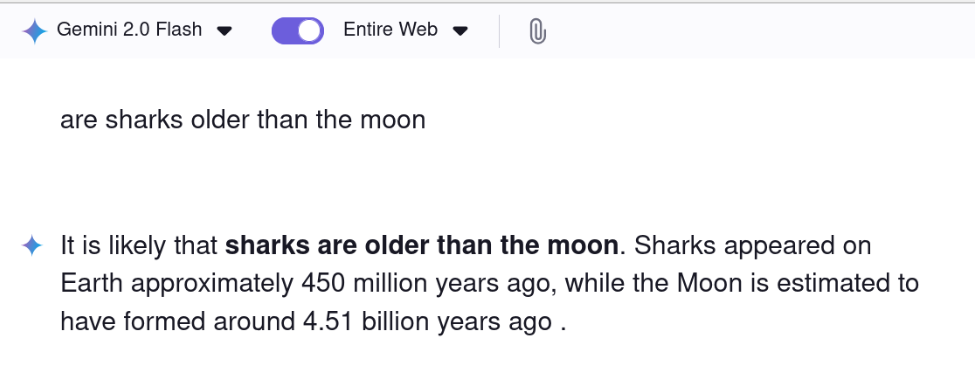 Gemini 2.0 Flash Entire Web
are sharks older than the moon
It is likely that sharks are older than the moon. Sharks appeared on
Earth approximately 450 million years ago, while the Moon is estimated to
have formed around 4.51 billion years ago .